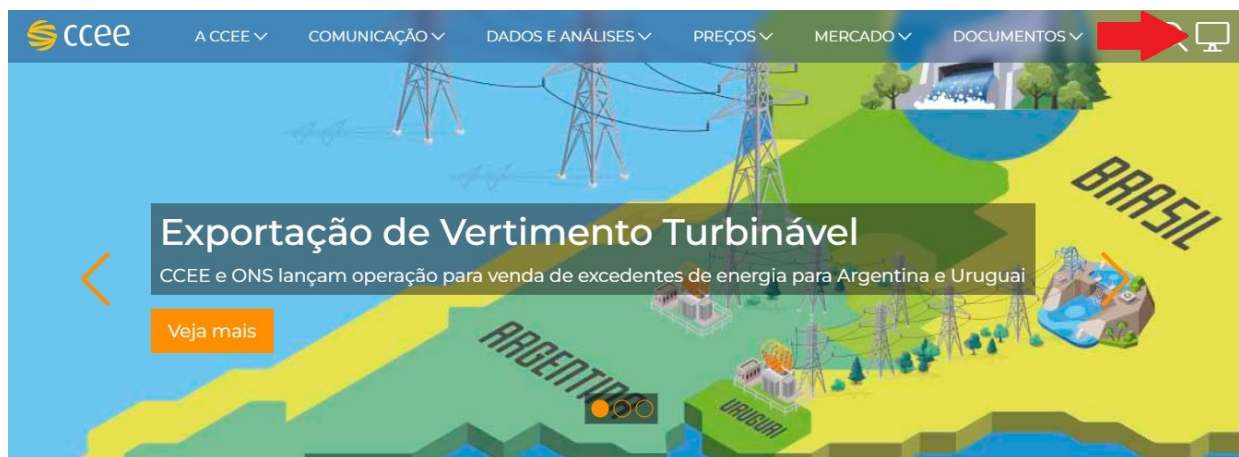 ccee
A CCEE
COMUNICAÇÃO
DADOS E ANÁLISES
PREÇOS
MERCADO
DOCUMENTOS
BRASIL
Exportação de Vertimento Turbinável
CCEE e ONS lançam operação para venda de excedentes de energia para Argentina e Uruguai
Veja mais
ARGENTINA
URUGUAI